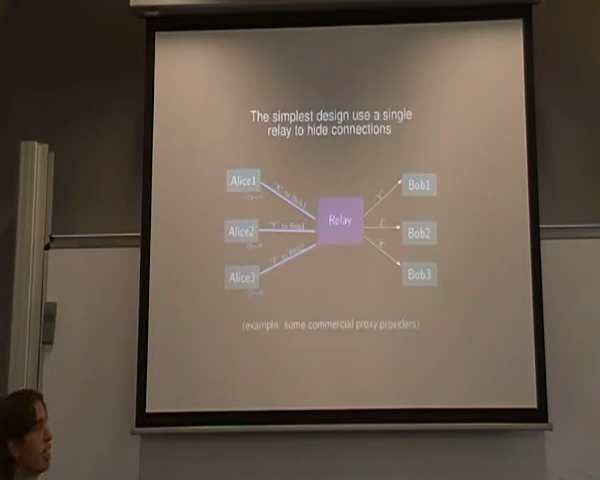 The simplest design use a single
relay to hide connections
Alice1
Alice2
Alice3
Relay
Bob1
Bob2
Bob3
(example: some commercial proxy providers)